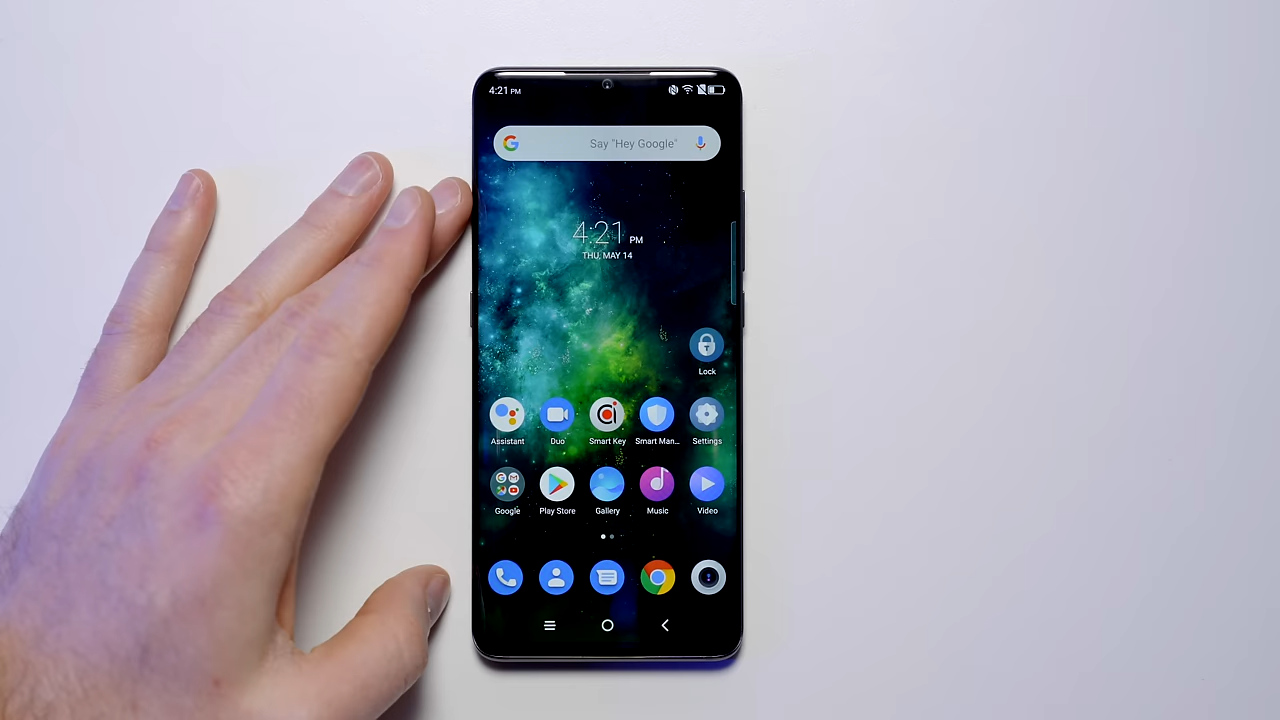 4:21 PM
Say "Hey Google"
4:21 PM
THU, MAY 14
Lock
Assistant
Duo
Smart Key
Smart Man...
Settings
Google
Play Store
Gallery
Music
Video